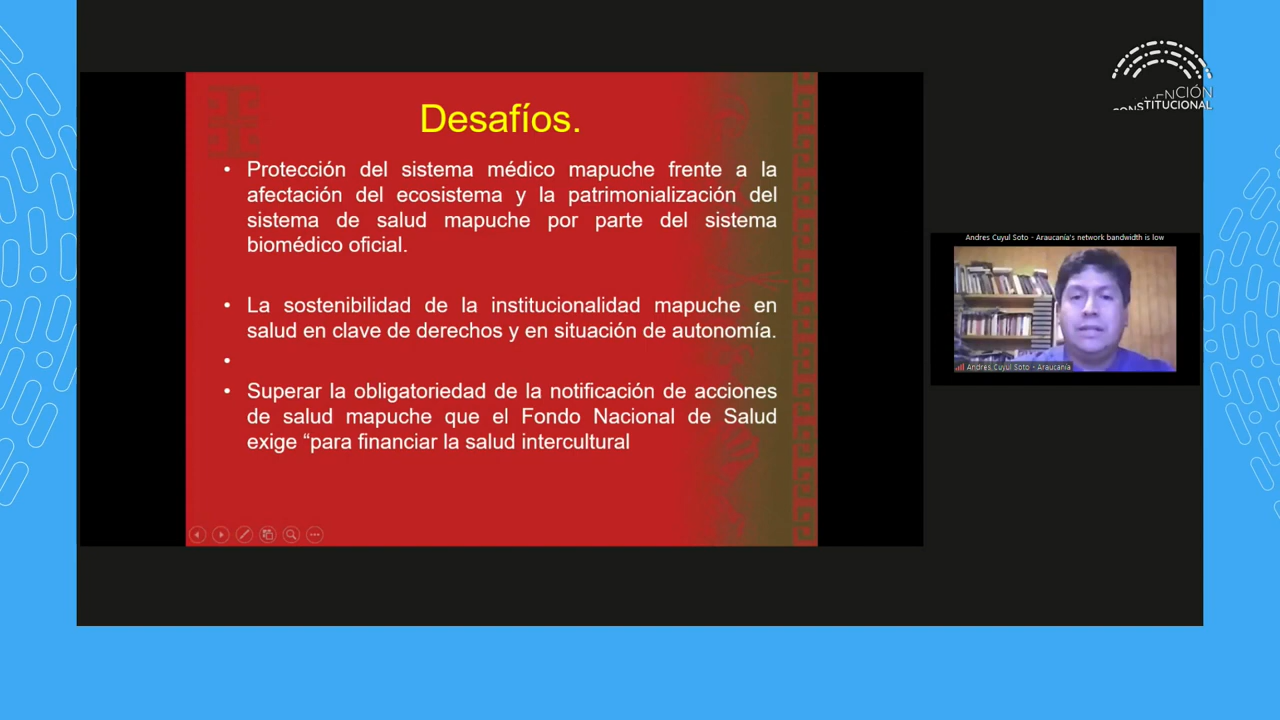 Desafíos.
• Protección del sistema médico mapuche frente a la
afectación del ecosistema y la patrimonialización del
sistema de salud mapuche por parte del sistema
biomédico oficial.
• La sostenibilidad de la institucionalidad mapuche en
salud en clave de derechos y en situación de autonomía.
•
• Superar la obligatoriedad de la notificación de acciones
de salud mapuche que el Fondo Nacional de Salud
exige “para financiar la salud intercultural
CONSTITUCIONAL
Andres Cuyul Soto - Araucanía's network bandwidth is low
Andres Cuyul Soto - Araucanía